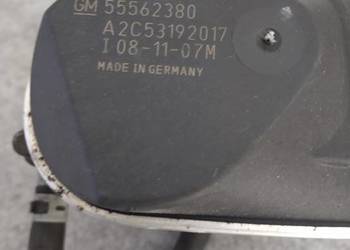 GM 55562380
A2C53192017
I 08-11-07M
MADE IN GERMANY